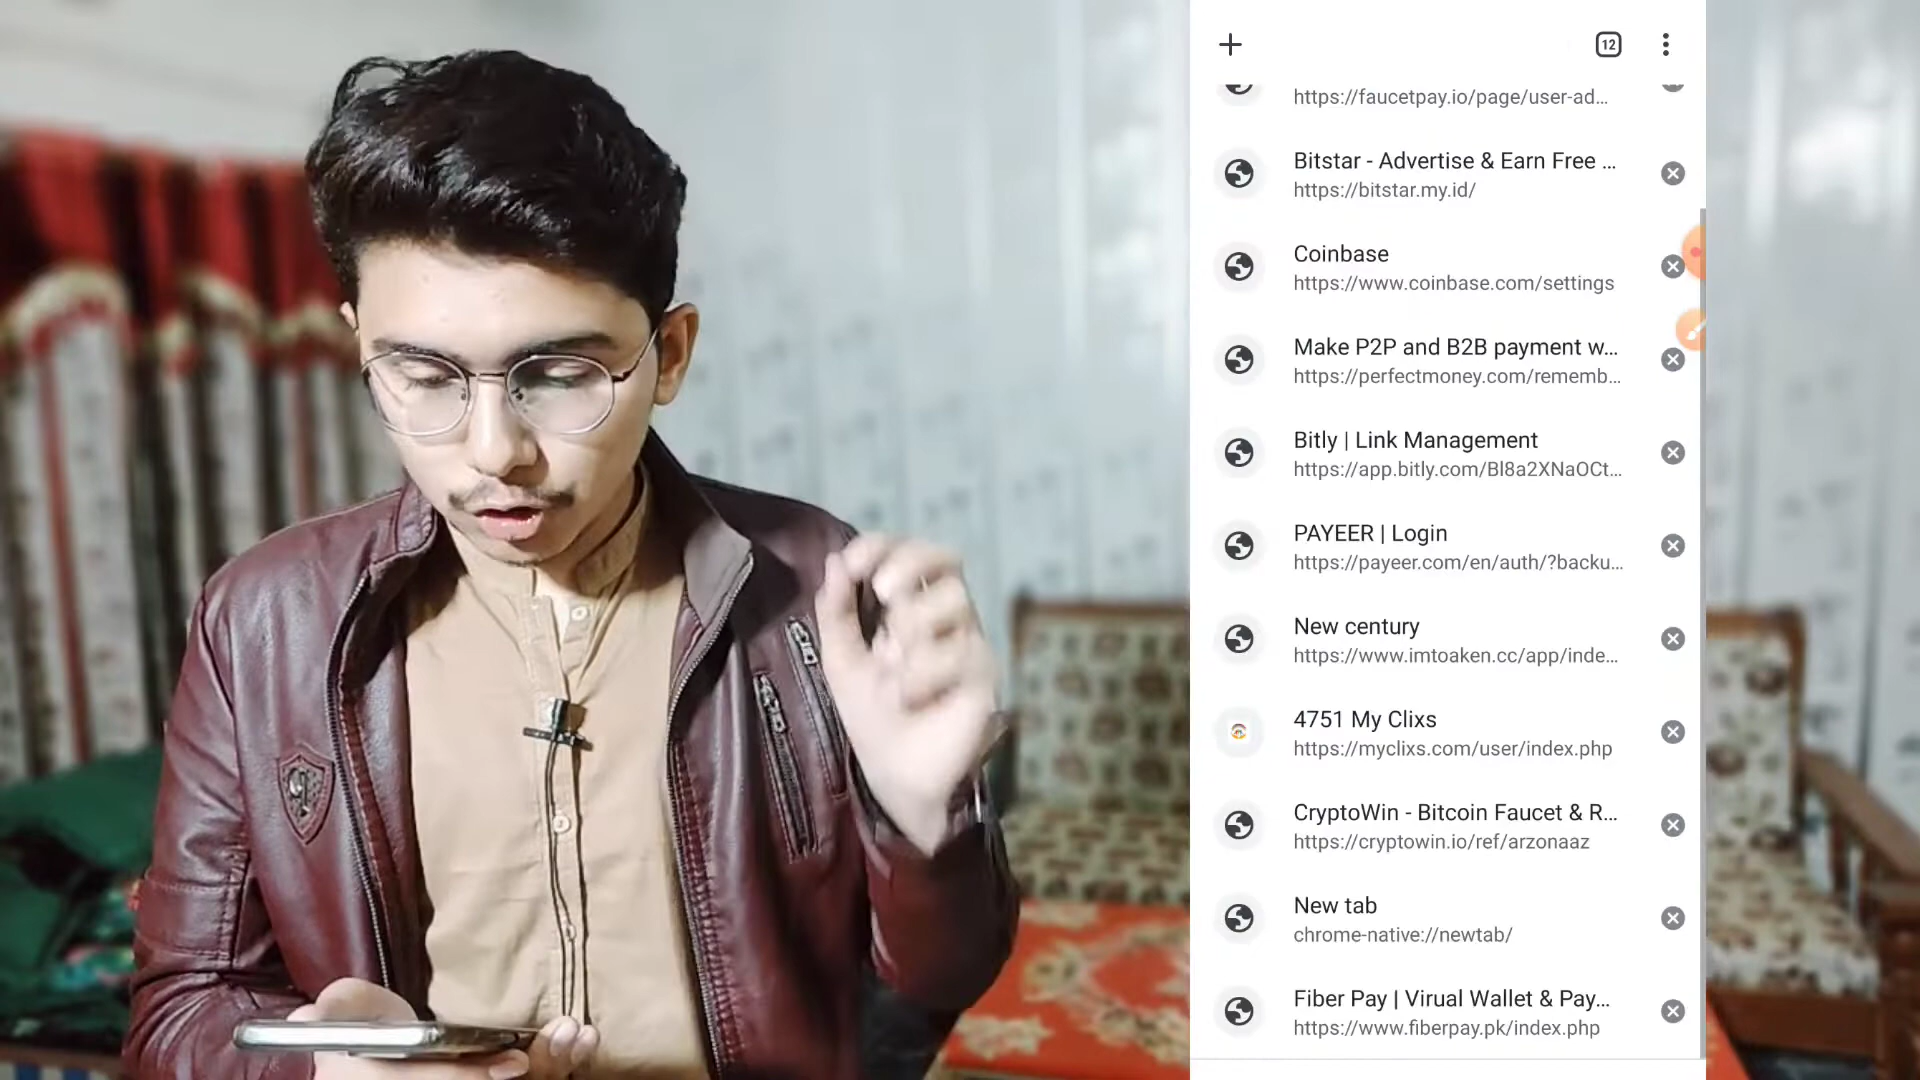 12
https://faucetpay.io/page/user-ad...
Bitstar - Advertise & Earn Free ...
https://bitstar.my.id/
Coinbase
https://www.coinbase.com/settings
Make P2P and B2B payment w...
https://perfectmoney.com/rememb...
Bitly | Link Management
https://app.bitly.com/Bl8a2XNaOCt...
PAYEER | Login
https://payeer.com/en/auth/?backu...
New century
https://www.imtoaken.cc/app/inde...
4751 My Clixs
https://myclixs.com/user/index.php
CryptoWin - Bitcoin Faucet & R...
https://cryptowin.io/ref/arzonaaz
New tab
chrome-native://newtab/
Fiber Pay | Virual Wallet & Pay...
https://www.fiberpay.pk/index.php